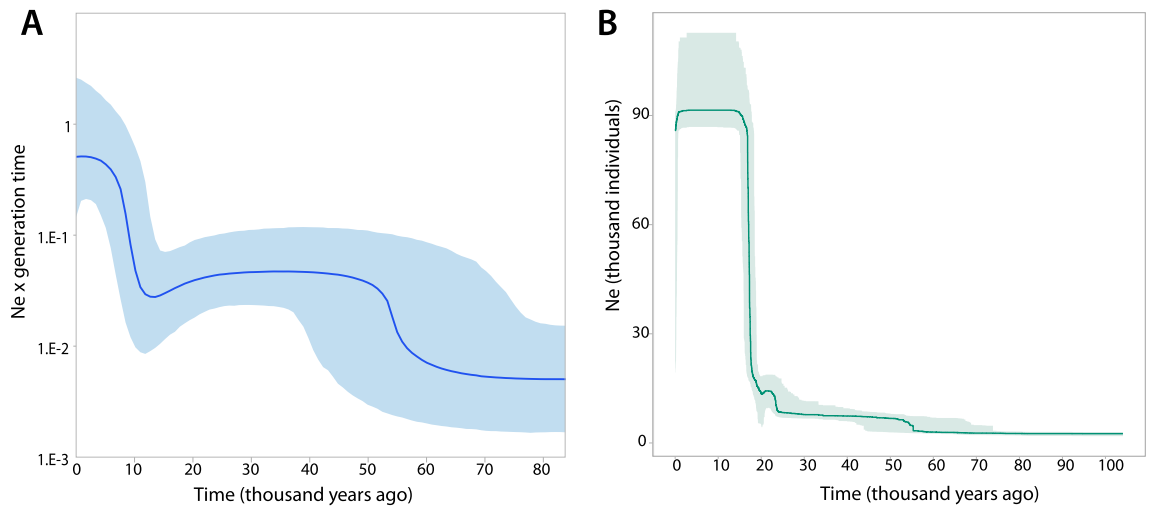 A
Ne x generation time
1
1.E-1
1.E-2
1.E-3
0 10 20 30 40 50 60 70 80
Time (thousand years ago)
B
Ne (thousand individuals)
90
60
30
0
0 10 20 30 40 50 60 70 80 90 100
Time (thousand years ago)